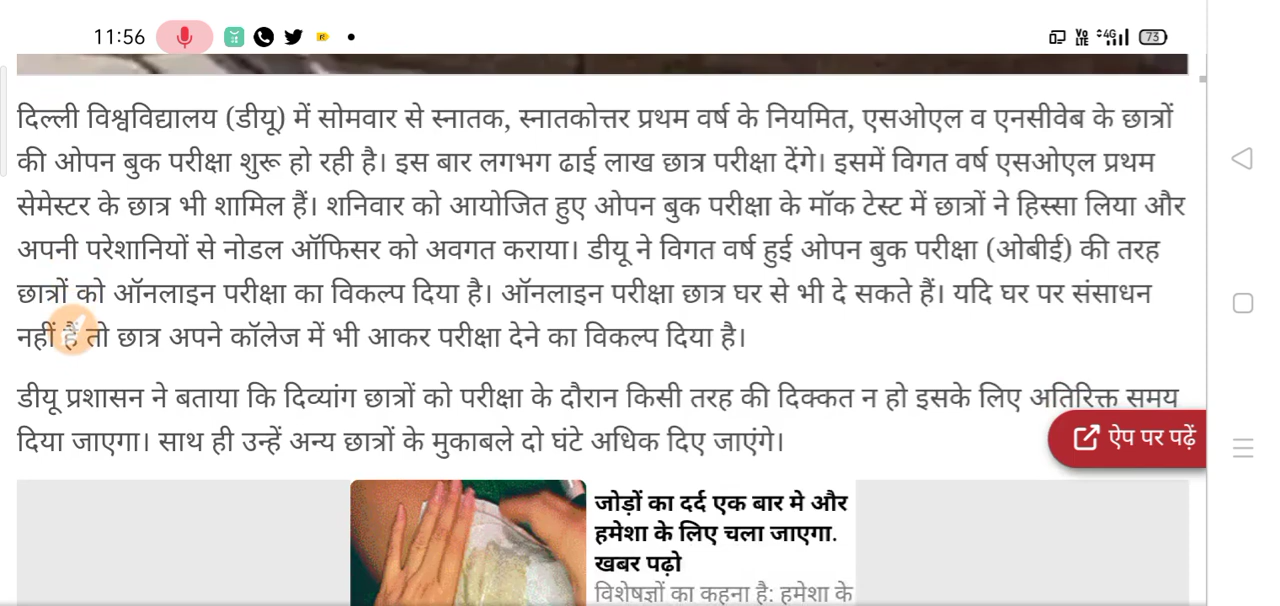 11:56
Vo LTE 4G 73
दिल्ली विश्वविद्यालय (डीयू) में सोमवार से स्नातक, स्नातकोत्तर प्रथम वर्ष के नियमित, एसओएल व एनसीवेब के छात्रों
की ओपन बुक परीक्षा शुरू हो रही है। इस बार लगभग ढाई लाख छात्र परीक्षा देंगे। इसमें विगत वर्ष एसओएल प्रथम
सेमेस्टर के छात्र भी शामिल हैं। शनिवार को आयोजित हुए ओपन बुक परीक्षा के मॉक टेस्ट में छात्रों ने हिस्सा लिया और
अपनी परेशानियों से नोडल ऑफिसर को अवगत कराया। डीयू ने विगत वर्ष हुई ओपन बुक परीक्षा (ओबीई) की तरह
छात्रों को ऑनलाइन परीक्षा का विकल्प दिया है। ऑनलाइन परीक्षा छात्र घर से भी दे सकते हैं। यदि घर पर संसाधन
नहीं हैं तो छात्र अपने कॉलेज में भी आकर परीक्षा देने का विकल्प दिया है।
डीयू प्रशासन ने बताया कि दिव्यांग छात्रों को परीक्षा के दौरान किसी तरह की दिक्कत न हो इसके लिए अतिरिक्त समय
दिया जाएगा। साथ ही उन्हें अन्य छात्रों के मुकाबले दो घंटे अधिक दिए जाएंगे।
ऐप पर पढ़ें
जोड़ों का दर्द एक बार मे और
हमेशा के लिए चला जाएगा.
खबर पढ़ो
विशेषज्ञों का कहना है: हमेशा के